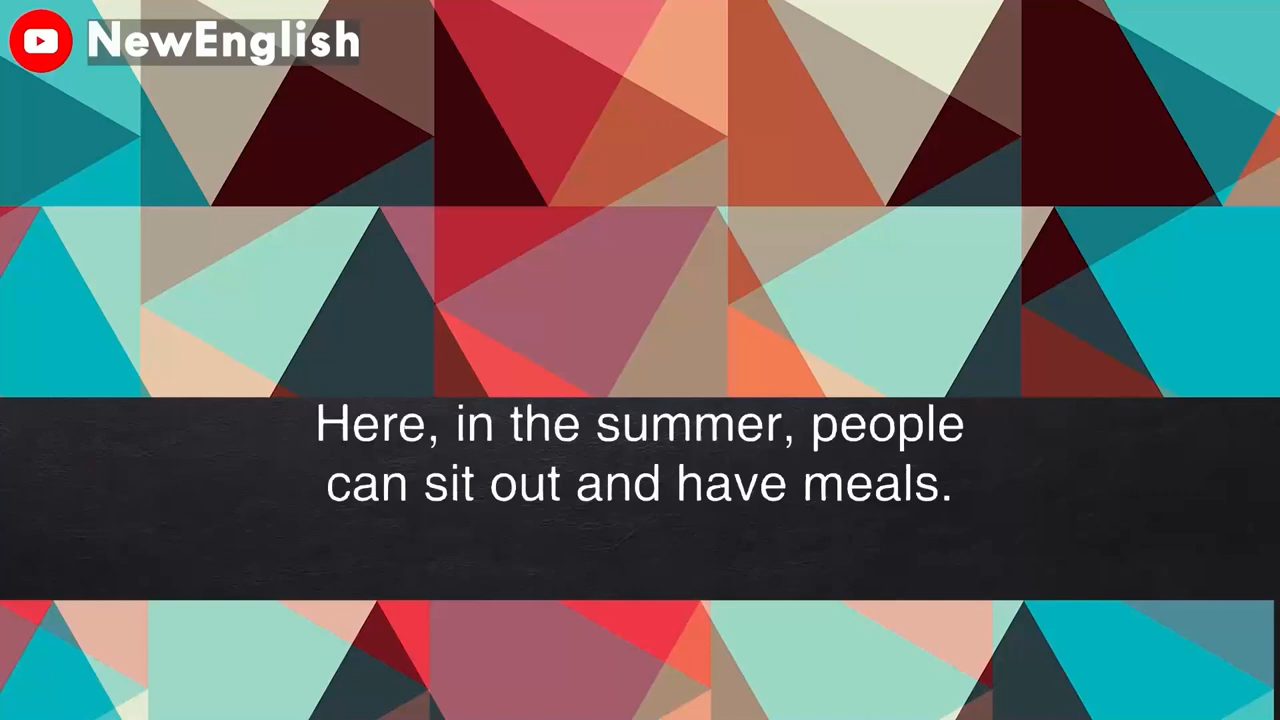 NewEnglish
Here, in the summer, people
can sit out and have meals.